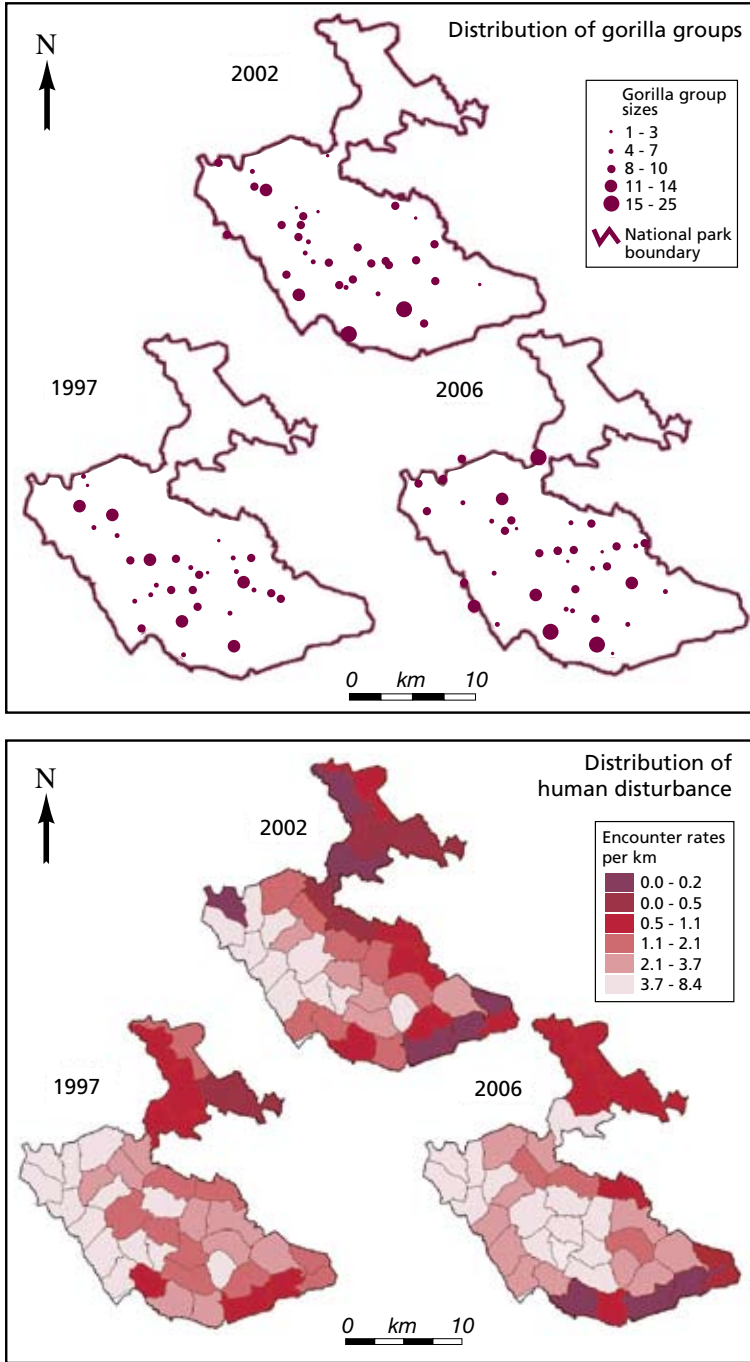 Distribution of gorilla groups
N
2002
Gorilla group
sizes
1 - 3
4 - 7
8 - 10
11 - 14
15 - 25
National park
boundary
1997
2006
0 km 10
Distribution of
human disturbance
N
2002
Encounter rates
per km
0.0 - 0.2
0.0 - 0.5
0.5 - 1.1
1.1 - 2.1
2.1 - 3.7
3.7 - 8.4
1997
2006
0 km 10
0 km 10